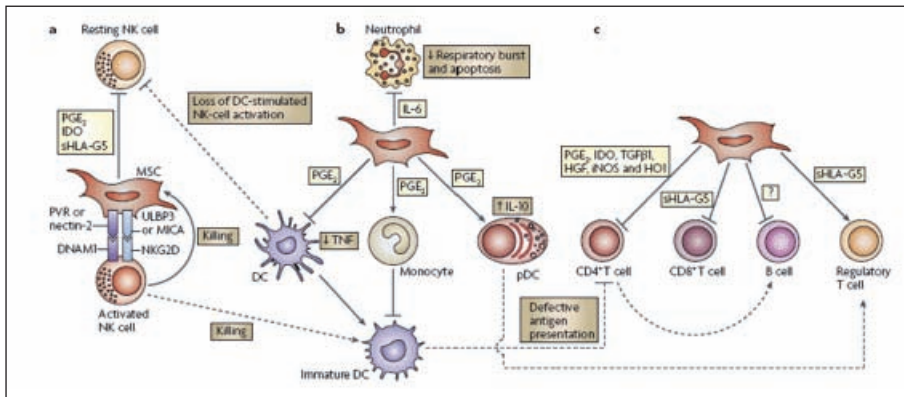 a
Resting NK cell
PGE₂
IDO
sHLA-G5
MSC
PVR or
nectin-2
ULBP3
or MICA
DNAM1
NKG2D
Killing
Activated
NK cell
Killing
Loss of DC-stimulated
NK-cell activation
b
Neutrophil
↓ Respiratory burst
and apoptosis
IL-6
PGE₂
PGE₂
PGE₂
↑ IL-10
↓ TNF
DC
Monocyte
pDC
Immature DC
Defective
antigen
presentation
c
PGE₂, IDO, TGFβ1,
HGF, iNOS and HO1
sHLA-G5
?
sHLA-G5
CD4⁺T cell
CD8⁺T cell
B cell
Regulatory
T cell